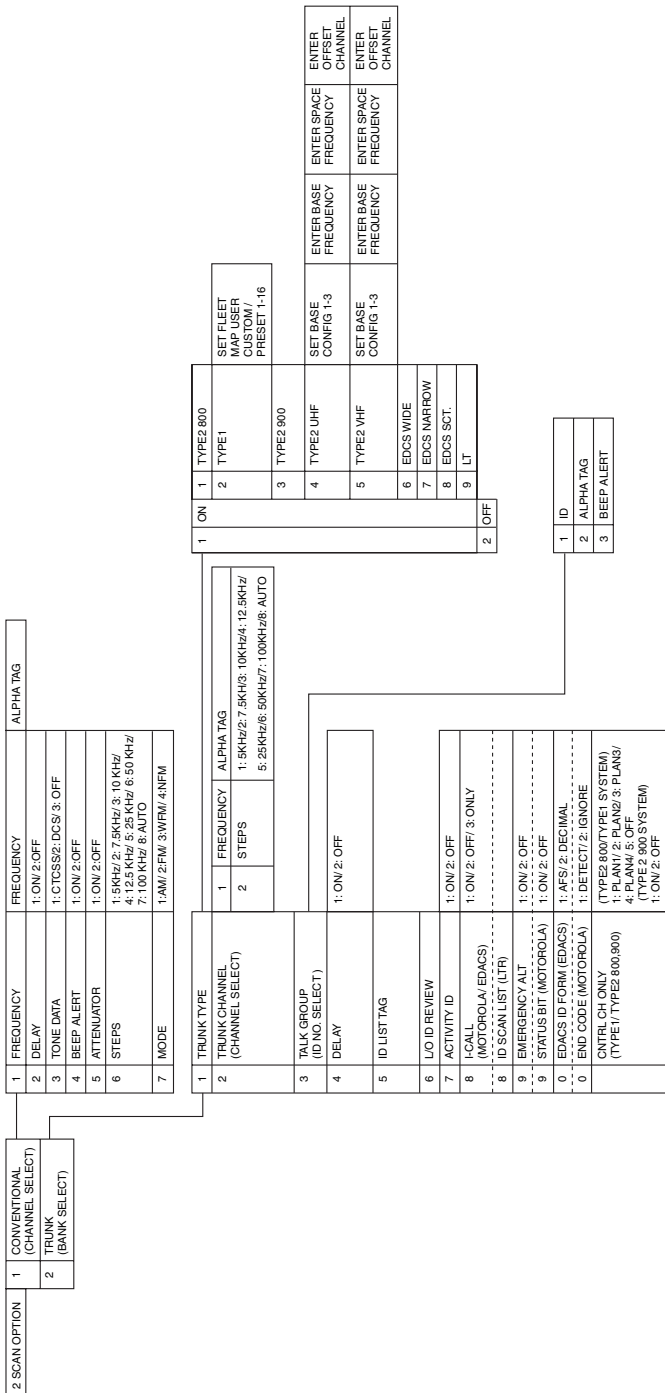 2 SCAN OPTION
1
CONVENTIONAL
(CHANNEL SELECT)
2
TRUNK
(BANK SELECT)
1
FREQUENCY
FREQUENCY
ALPHA TAG
2
DELAY
1: ON/ 2:OFF
3
TONE DATA
1: CTCSS/2: DCS/ 3: OFF
4
BEEP ALERT
1: ON/ 2:OFF
5
ATTENUATOR
1: ON/ 2:OFF
6
STEPS
1: 5KHz/ 2: 7.5KHz/ 3: 10 KHz/
4: 12.5 KHz/ 5: 25 KHz/ 6: 50 KHz/
7: 100 KHz/ 8: AUTO
7
MODE
1:AM/ 2:FM/ 3:WFM/ 4:NFM
1
TRUNK TYPE
2
TRUNK CHANNEL
(CHANNEL SELECT)
1
FREQUENCY
ALPHA TAG
2
STEPS
1: 5KHz/2: 7.5KH/3: 10KHz/4: 12.5KHz/
5: 25KHz/6: 50KHz/7: 100KHz/8: AUTO
3
TALK GROUP
(ID NO. SELECT )
4
DELAY
1: ON/ 2: OFF
5
ID LIST TAG
6
L/O ID REVIEW
7
ACTIVITY ID
1: ON/ 2: OFF
8
I-CALL
(MOTOROLA/ EDACS)
1: ON/ 2: OFF/ 3: ONLY
8
ID SCAN LIST (LTR)
9
EMERGENCY ALT
1: ON/ 2: OFF
9
STATUS BIT (MOTOROLA)
1: ON/ 2: OFF
0
EDACS ID FORM (EDACS)
1: AFS/ 2: DECIMAL
0
END CODE (MOTOROLA)
1: DETECT/ 2: IGNORE
CNTRL CH ONLY
(TYPE1/ TYPE2 800,900)
(TYPE2 800/TYPE1 SYSTEM)
1: PLAN1/ 2: PLAN2/ 3: PLAN3/
4: PLAN4/ 5: OFF
(TYPE 2 900 SYSTEM)
1: ON/ 2: OFF
1
ON
1
TYPE2 800
2
TYPE1
SET FLEET
MAP USER
CUSTOM /
PRESET 1-16
3
TYPE2 900
4
TYPE2 UHF
SET BASE
CONFIG 1-3
ENTER BASE
FREQUENCY
ENTER SPACE
FREQUENCY
ENTER
OFFSET
CHANNEL
5
TYPE2 VHF
SET BASE
CONFIG 1-3
ENTER BASE
FREQUENCY
ENTER SPACE
FREQUENCY
ENTER
OFFSET
CHANNEL
6
EDCS WIDE
7
EDCS NARROW
8
EDCS SCT.
9
LT
2
OFF
1
ID
2
ALPHA TAG
3
BEEP ALERT